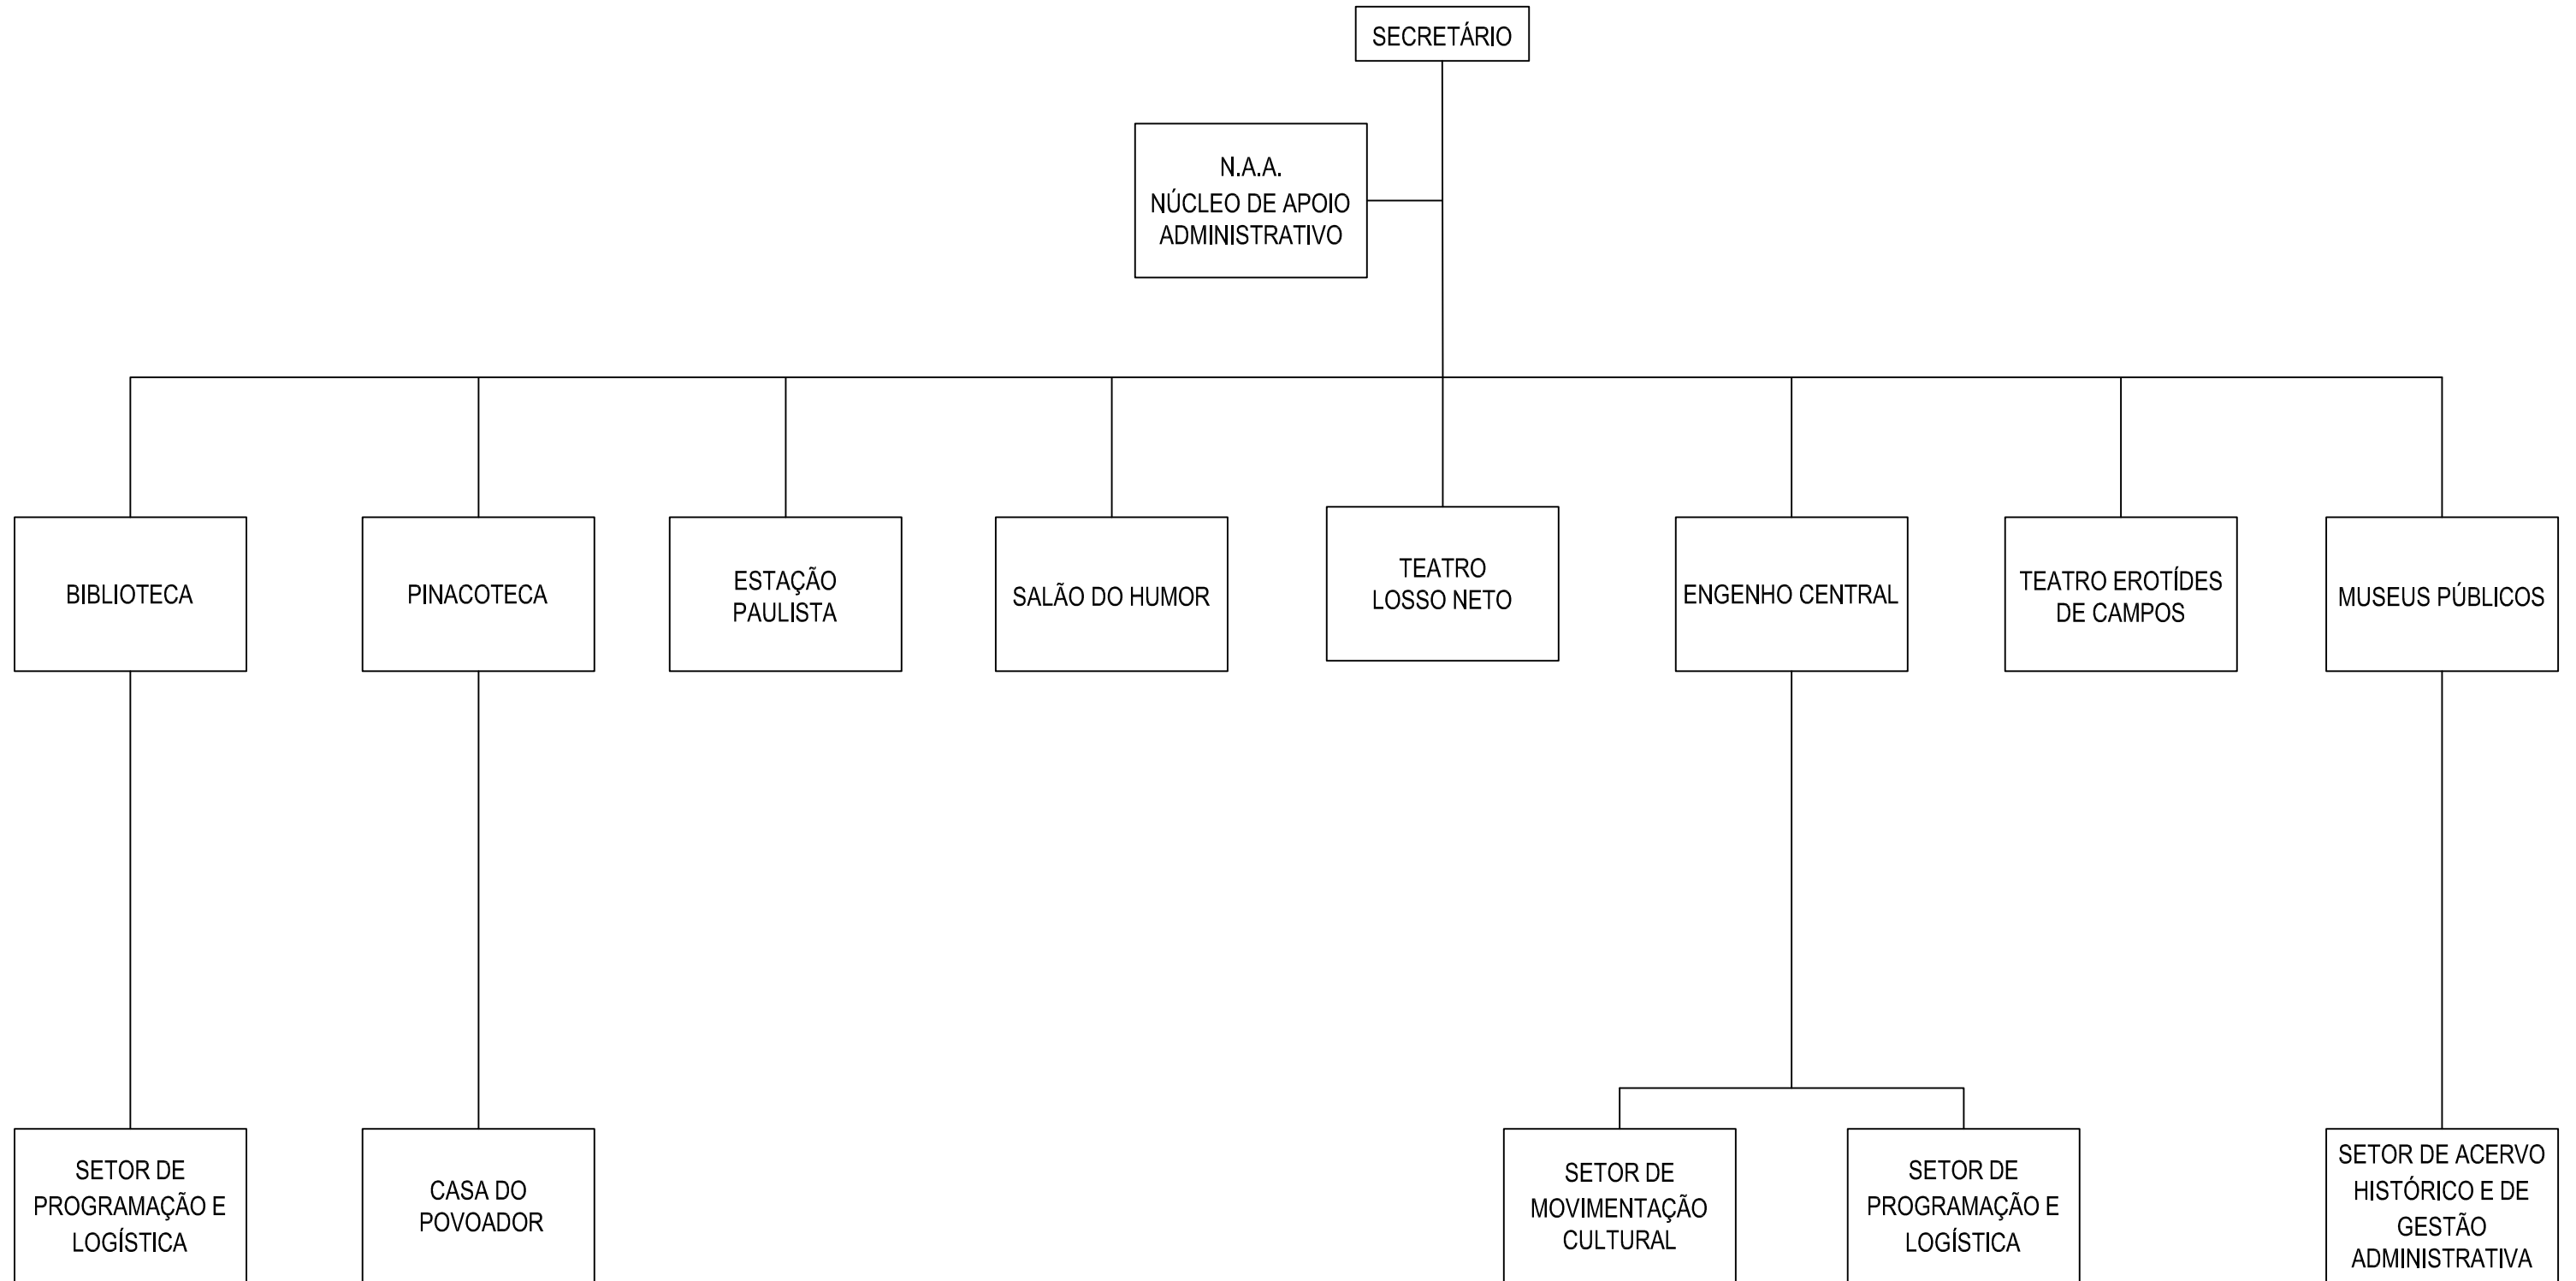 SECRETÁRIO
N.A.A.
NÚCLEO DE APOIO
ADMINISTRATIVO
BIBLIOTECA
PINACOTECA
ESTAÇÃO
PAULISTA
SALÃO DO HUMOR
TEATRO
LOSSO NETO
ENGENHO CENTRAL
TEATRO EROTÍDES
DE CAMPOS
MUSEUS PÚBLICOS
SETOR DE
PROGRAMAÇÃO E
LOGÍSTICA
CASA DO
POVOADOR
SETOR DE
MOVIMENTAÇÃO
CULTURAL
SETOR DE
PROGRAMAÇÃO E
LOGÍSTICA
SETOR DE ACERVO
HISTÓRICO E DE
GESTÃO
ADMINISTRATIVA